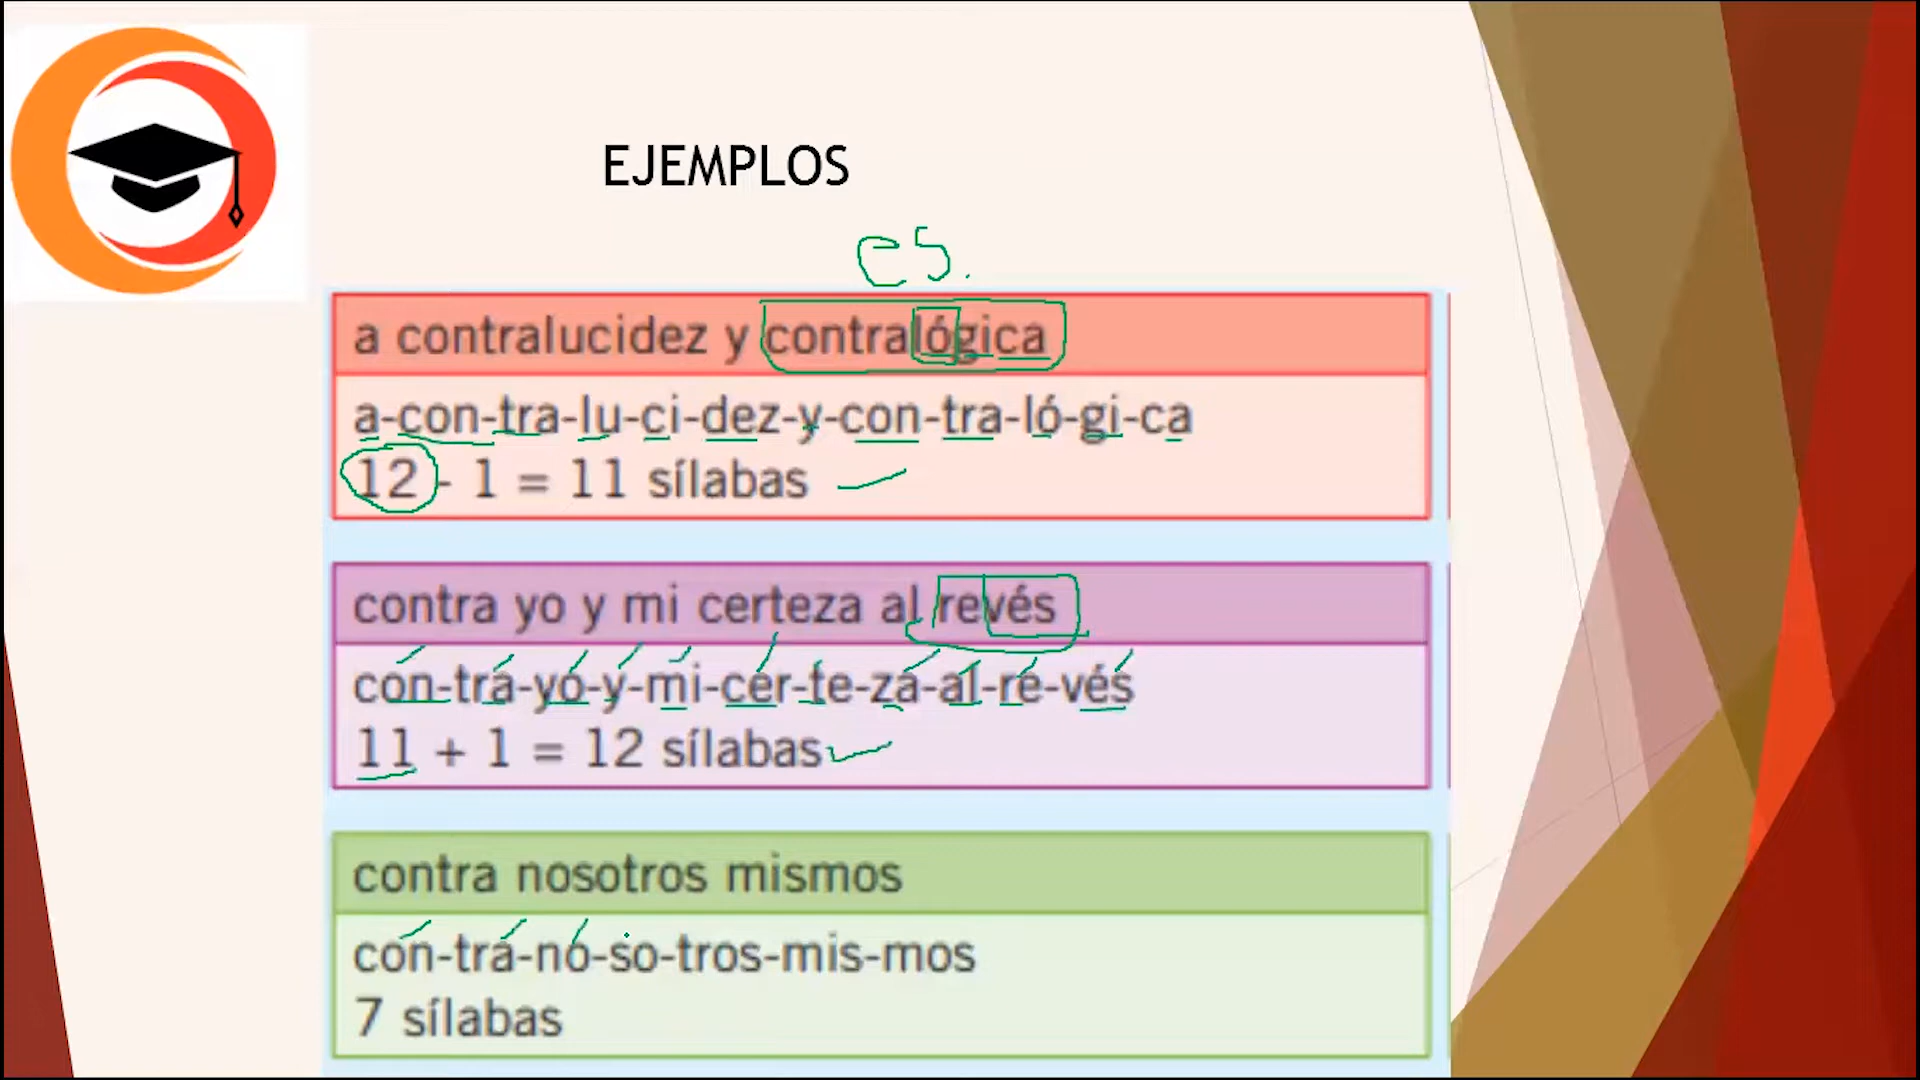 EJEMPLOS
es.
a contralucidez y contralógica
a-con-tra-lu-ci-dez-y-con-tra-ló-gi-ca
12 - 1 = 11 sílabas
contra yo y mi certeza al revés
con-tra-yo-y-mi-cer-te-za-al-re-vés
11 + 1 = 12 sílabas
contra nosotros mismos
con-tra-no-so-tros-mis-mos
7 sílabas